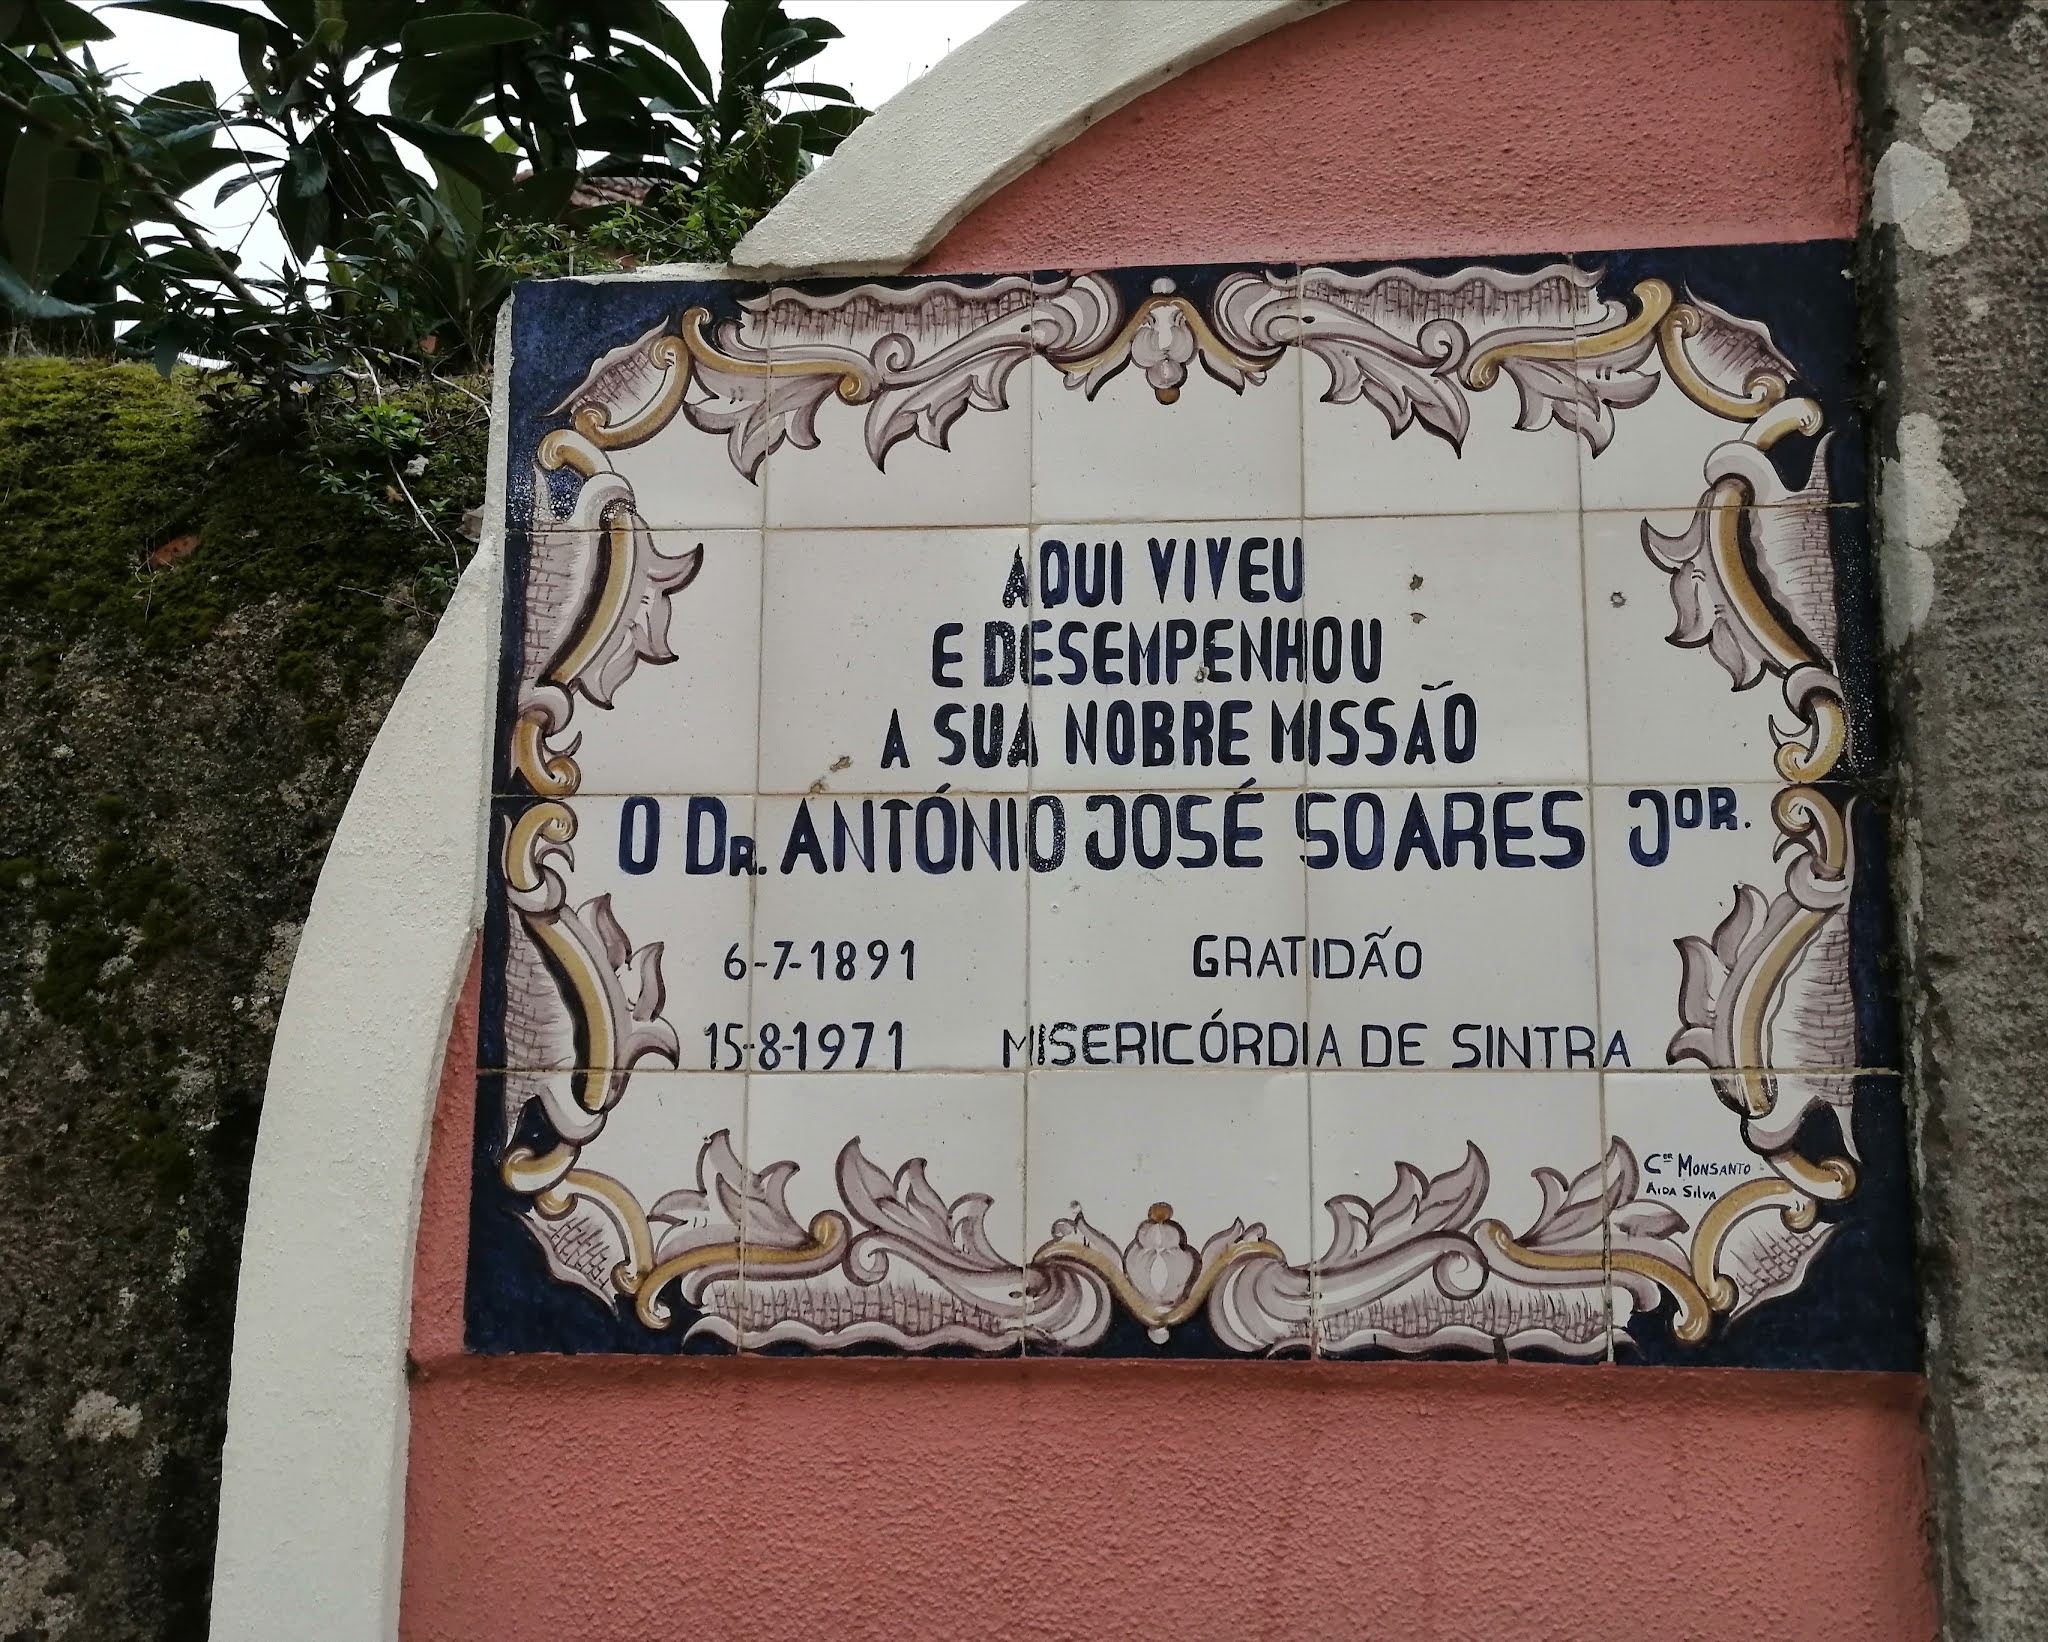 AQUI VIVEU
E DESEMPENHOU
A SUA NOBRE MISSÃO
O DR. ANTÓNIO JOSÉ SOARES JOR.
6-7-1891 GRATIDÃO
15-8-1971 MISERICÓRDIA DE SINTRA
Cer MONSANTO
AIDA SILVA